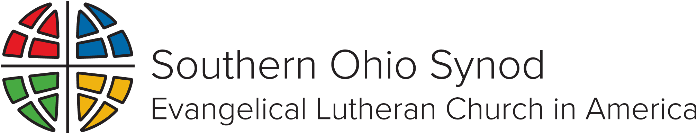 Southern Ohio Synod
Evangelical Lutheran Church in America